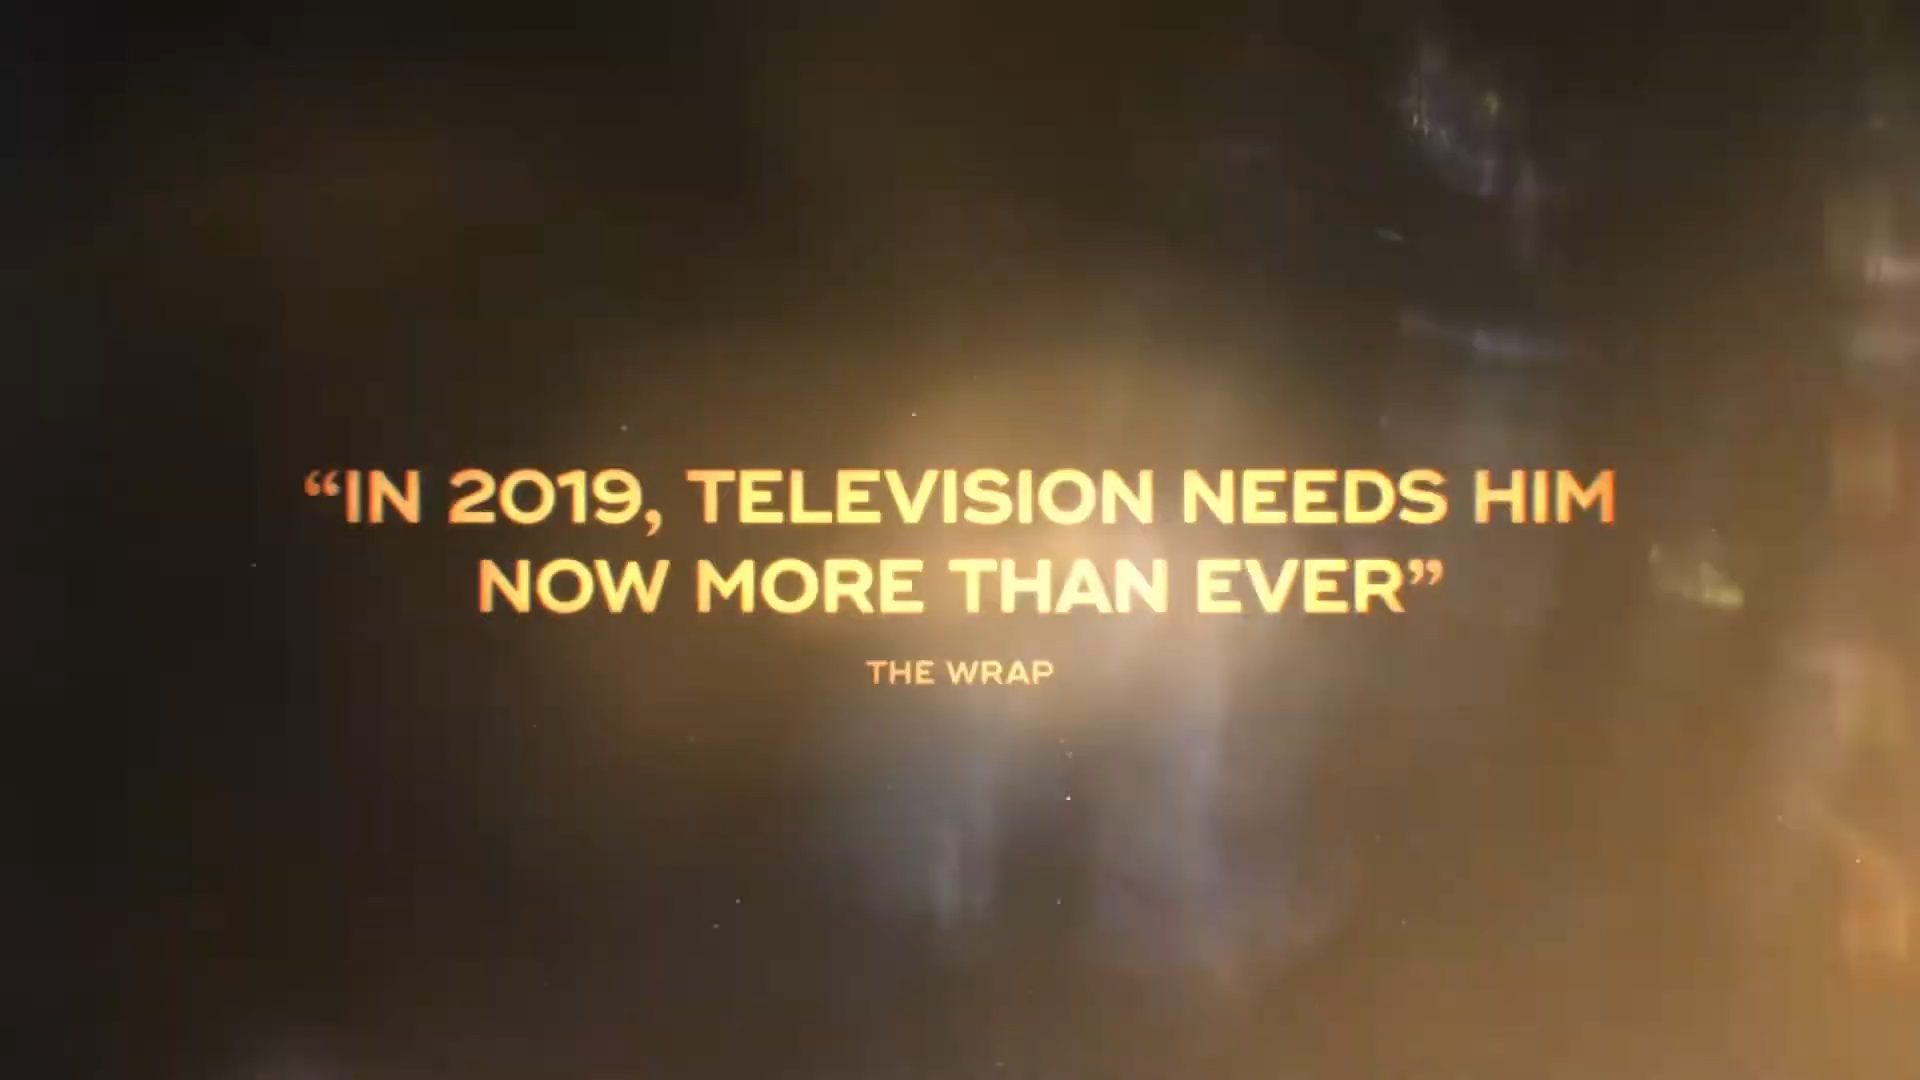 “IN 2019, TELEVISION NEEDS HIM
NOW MORE THAN EVER”
THE WRAP